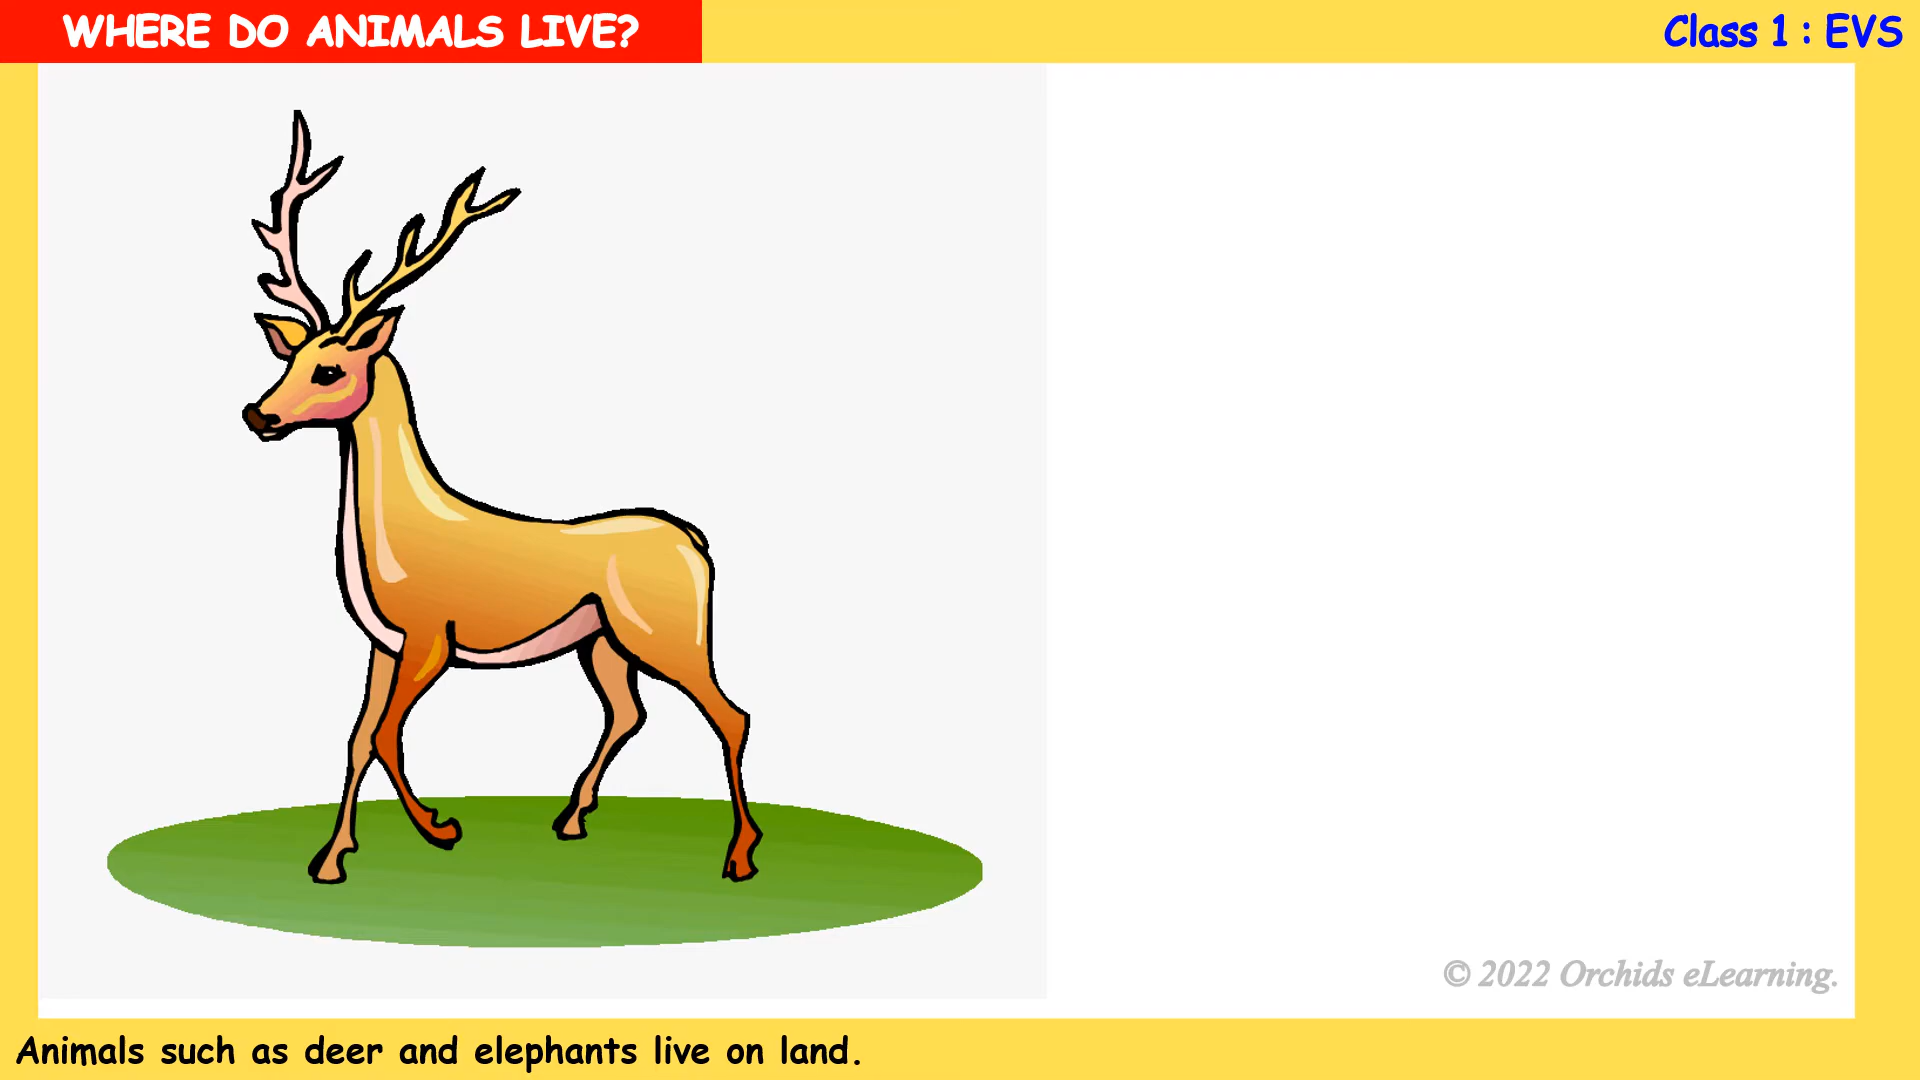 WHERE DO ANIMALS LIVE?
Class 1 : EVS
© 2022 Orchids eLearning.
Animals such as deer and elephants live on land.